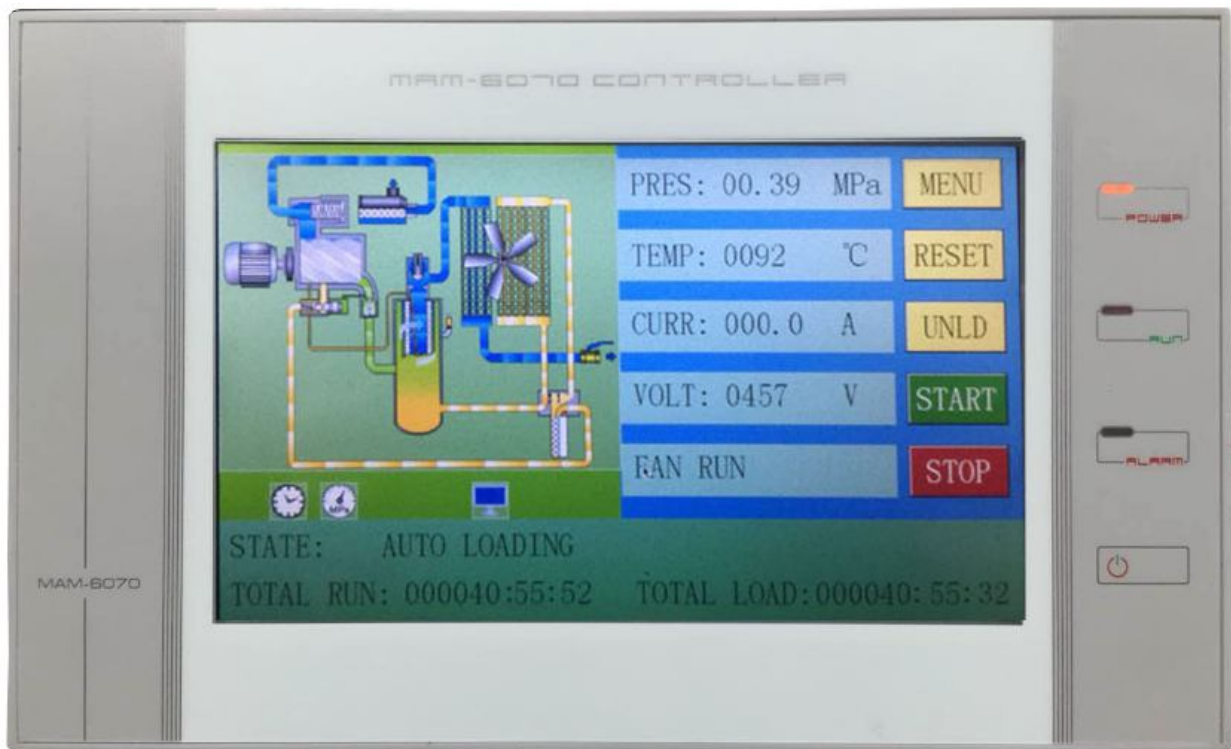 MAM-6070 CONTROLLER
PRES: 00.39 MPa
MENU
TEMP: 0092 ℃
RESET
CURR: 000.0 A
UNLD
VOLT: 0457 V
START
FAN RUN
STOP
MPa
STATE: AUTO LOADING
TOTAL RUN: 000040:55:52 TOTAL LOAD:000040:55:32
MAM-6070
POWER
RUN
ALARM